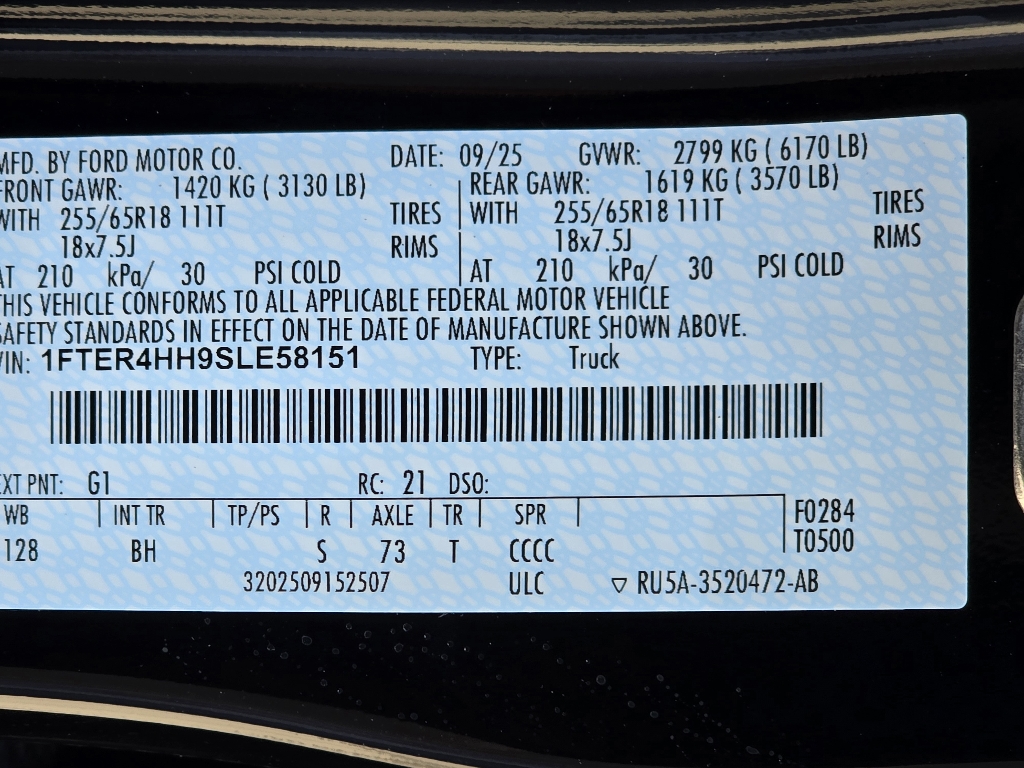 MFD. BY FORD MOTOR CO. DATE: 09/25 GVWR: 2799 KG ( 6170 LB)
FRONT GAWR: 1420 KG ( 3130 LB) REAR GAWR: 1619 KG ( 3570 LB)
WITH 255/65R18 111T TIRES WITH 255/65R18 111T TIRES
18x7.5J RIMS 18x7.5J RIMS
AT 210 kPa/ 30 PSI COLD AT 210 kPa/ 30 PSI COLD
THIS VEHICLE CONFORMS TO ALL APPLICABLE FEDERAL MOTOR VEHICLE
SAFETY STANDARDS IN EFFECT ON THE DATE OF MANUFACTURE SHOWN ABOVE.
VIN: 1FTER4HH9SLE58151 TYPE: Truck
EXT PNT: G1 RC: 21 DSO:
WB INT TR TP/PS R AXLE TR SPR F0284
128 BH S 73 T CCCC T0500
3202509152507 ULC ▽ RU5A-3520472-AB